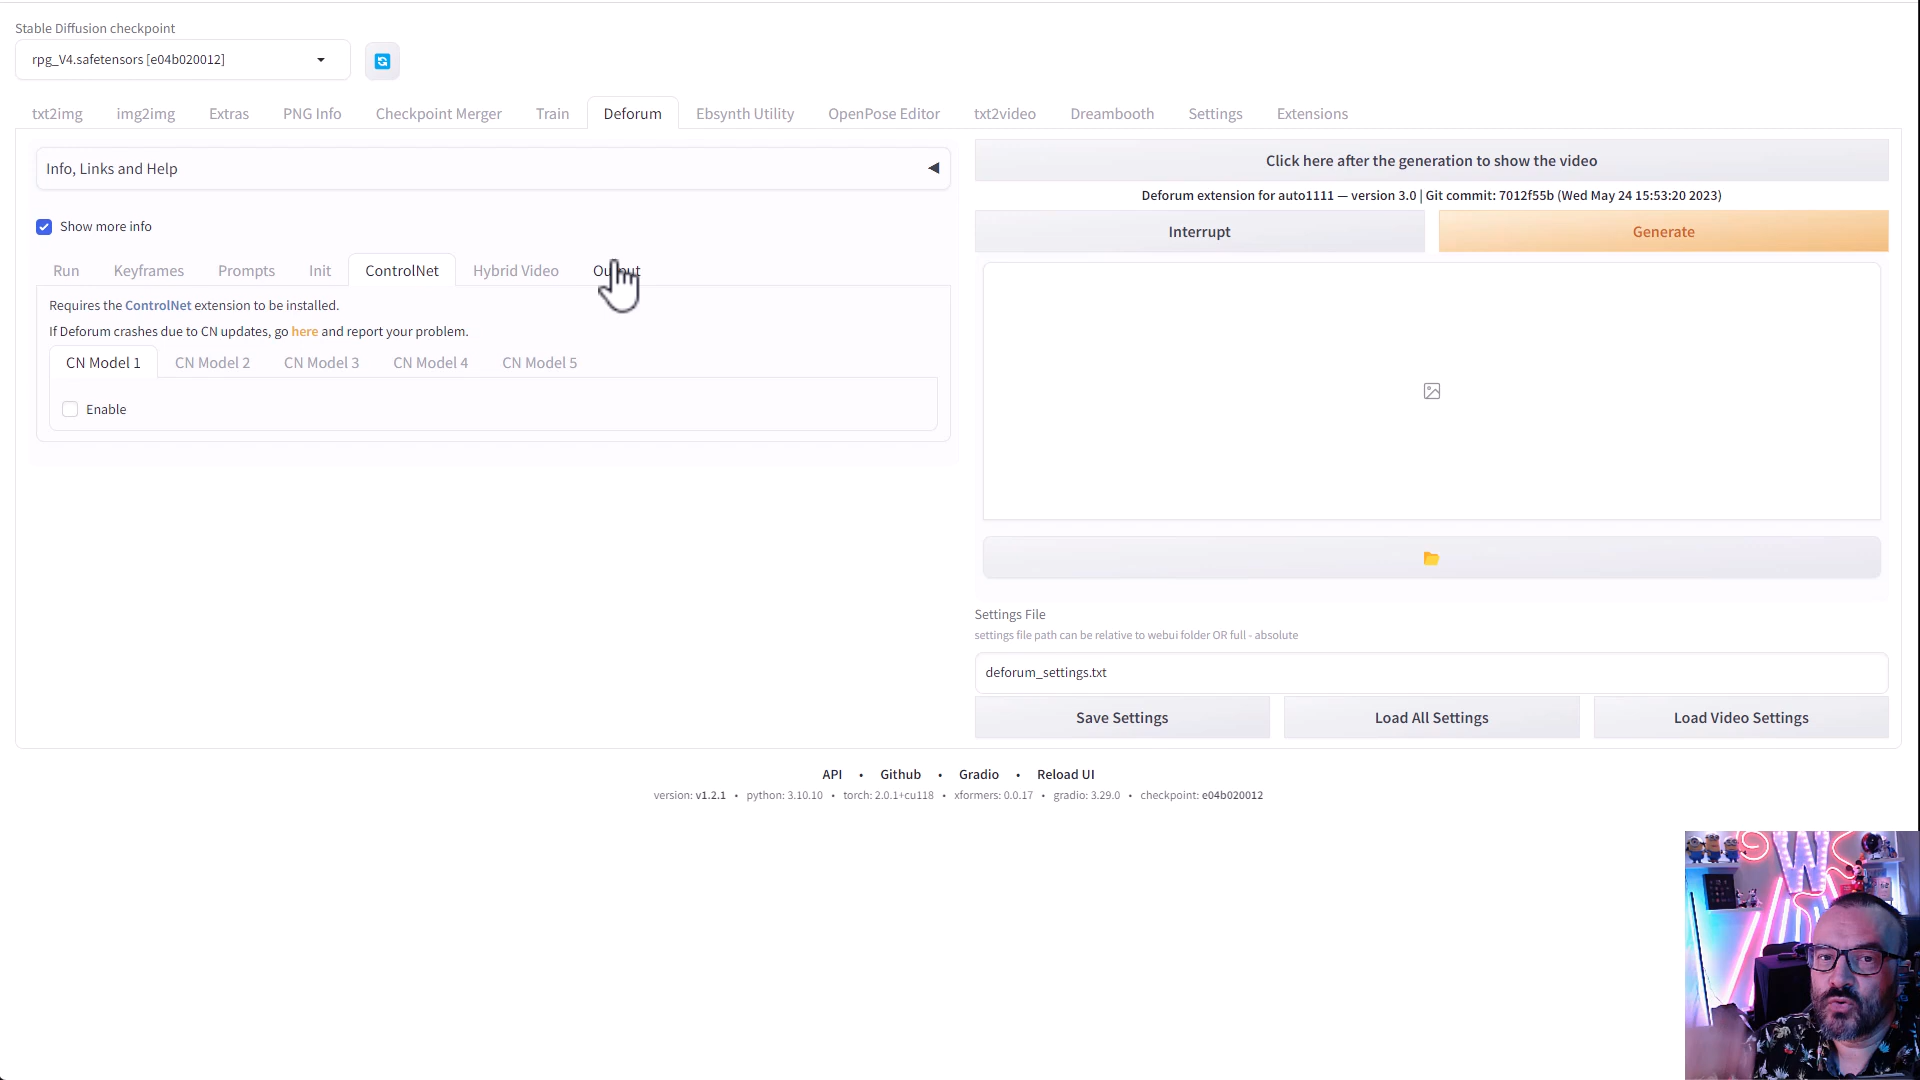 Stable Diffusion checkpoint
rpg_V4.safetensors [e04b020012]
txt2img img2img Extras PNG Info Checkpoint Merger Train Deforum Ebsynth Utility OpenPose Editor txt2video Dreambooth Settings Extensions
Info, Links and Help
Show more info
Run Keyframes Prompts Init ControlNet Hybrid Video Output
Requires the ControlNet extension to be installed.
If Deforum crashes due to CN updates, go here and report your problem.
CN Model 1 CN Model 2 CN Model 3 CN Model 4 CN Model 5
Enable
Click here after the generation to show the video
Deforum extension for auto1111 — version 3.0 | Git commit: 7012f55b (Wed May 24 15:53:20 2023)
Interrupt Generate
Settings File
settings file path can be relative to webui folder OR full - absolute
deforum_settings.txt
Save Settings Load All Settings Load Video Settings
API • Github • Gradio • Reload UI
version: v1.2.1 • python: 3.10.10 • torch: 2.0.1+cu118 • xformers: 0.0.17 • gradio: 3.29.0 • checkpoint: e04b020012
W